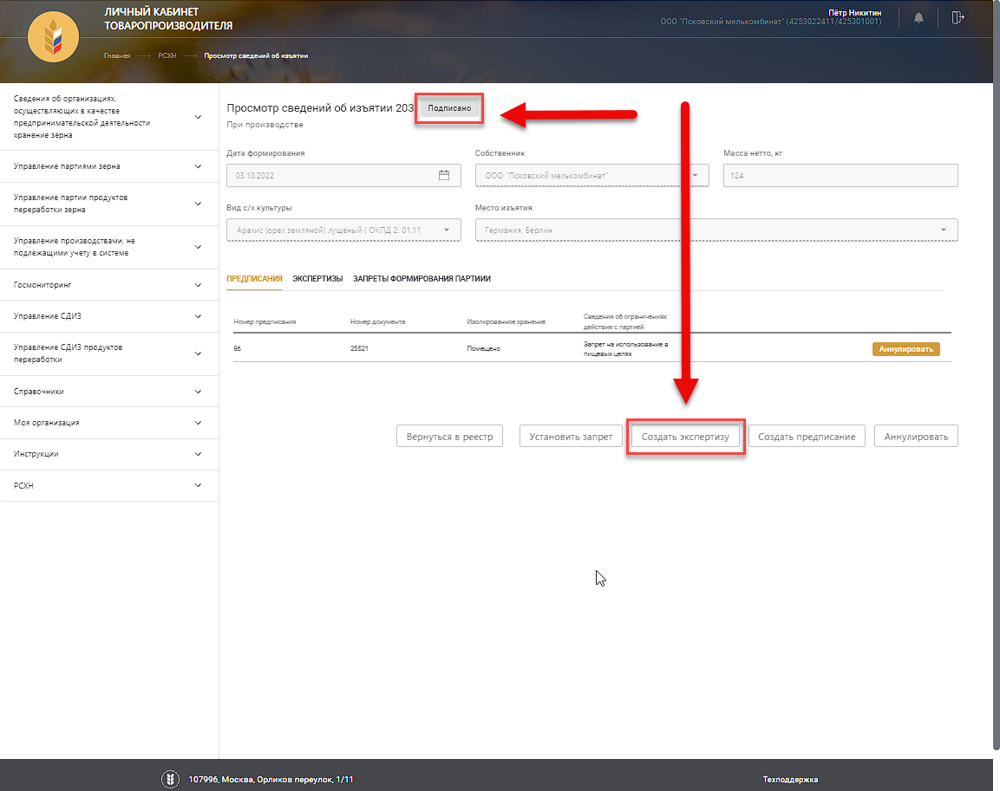 ЛИЧНЫЙ КАБИНЕТ
ТОВАРОПРОИЗВОДИТЕЛЯ
Пётр Никитин
ООО "Псковский мелькомбинат" (4253022411/425301001)
Главная РСХН Просмотр сведений об изъятии
Сведения об организациях,
осуществляющих в качестве
предпринимательской деятельности
хранение зерна
Управление партиями зерна
Управление партии продуктов
переработки зерна
Управление производствами, не
подлежащими учету в системе
Госмониторинг
Управление СДИЗ
Управление СДИЗ продуктов
переработки
Справочники
Моя организация
Инструкции
РСХН
Просмотр сведений об изъятии 203 Подписано
При производстве
Дата формирования Собственник Масса нетто, кг
03.10.2022 ООО "Псковский мелькомбинат" 124
Вид с/х культуры Место изъятия
Арахис (орех земляной) лущеный ( ОКПД 2: 01.11 Германия, Берлин
ПРЕДПИСАНИЯ ЭКСПЕРТИЗЫ ЗАПРЕТЫ ФОРМИРОВАНИЯ ПАРТИИИ
Номер предписания Номер документа Изолированное хранение Сведения об ограничениях
действия с партией
86 25521 Помещено Запрет на использование в
пищевых целях Аннулировать
Вернуться в реестр Установить запрет Создать экспертизу Создать предписание Аннулировать
107996, Москва, Орликов переулок, 1/11 Техподдержка